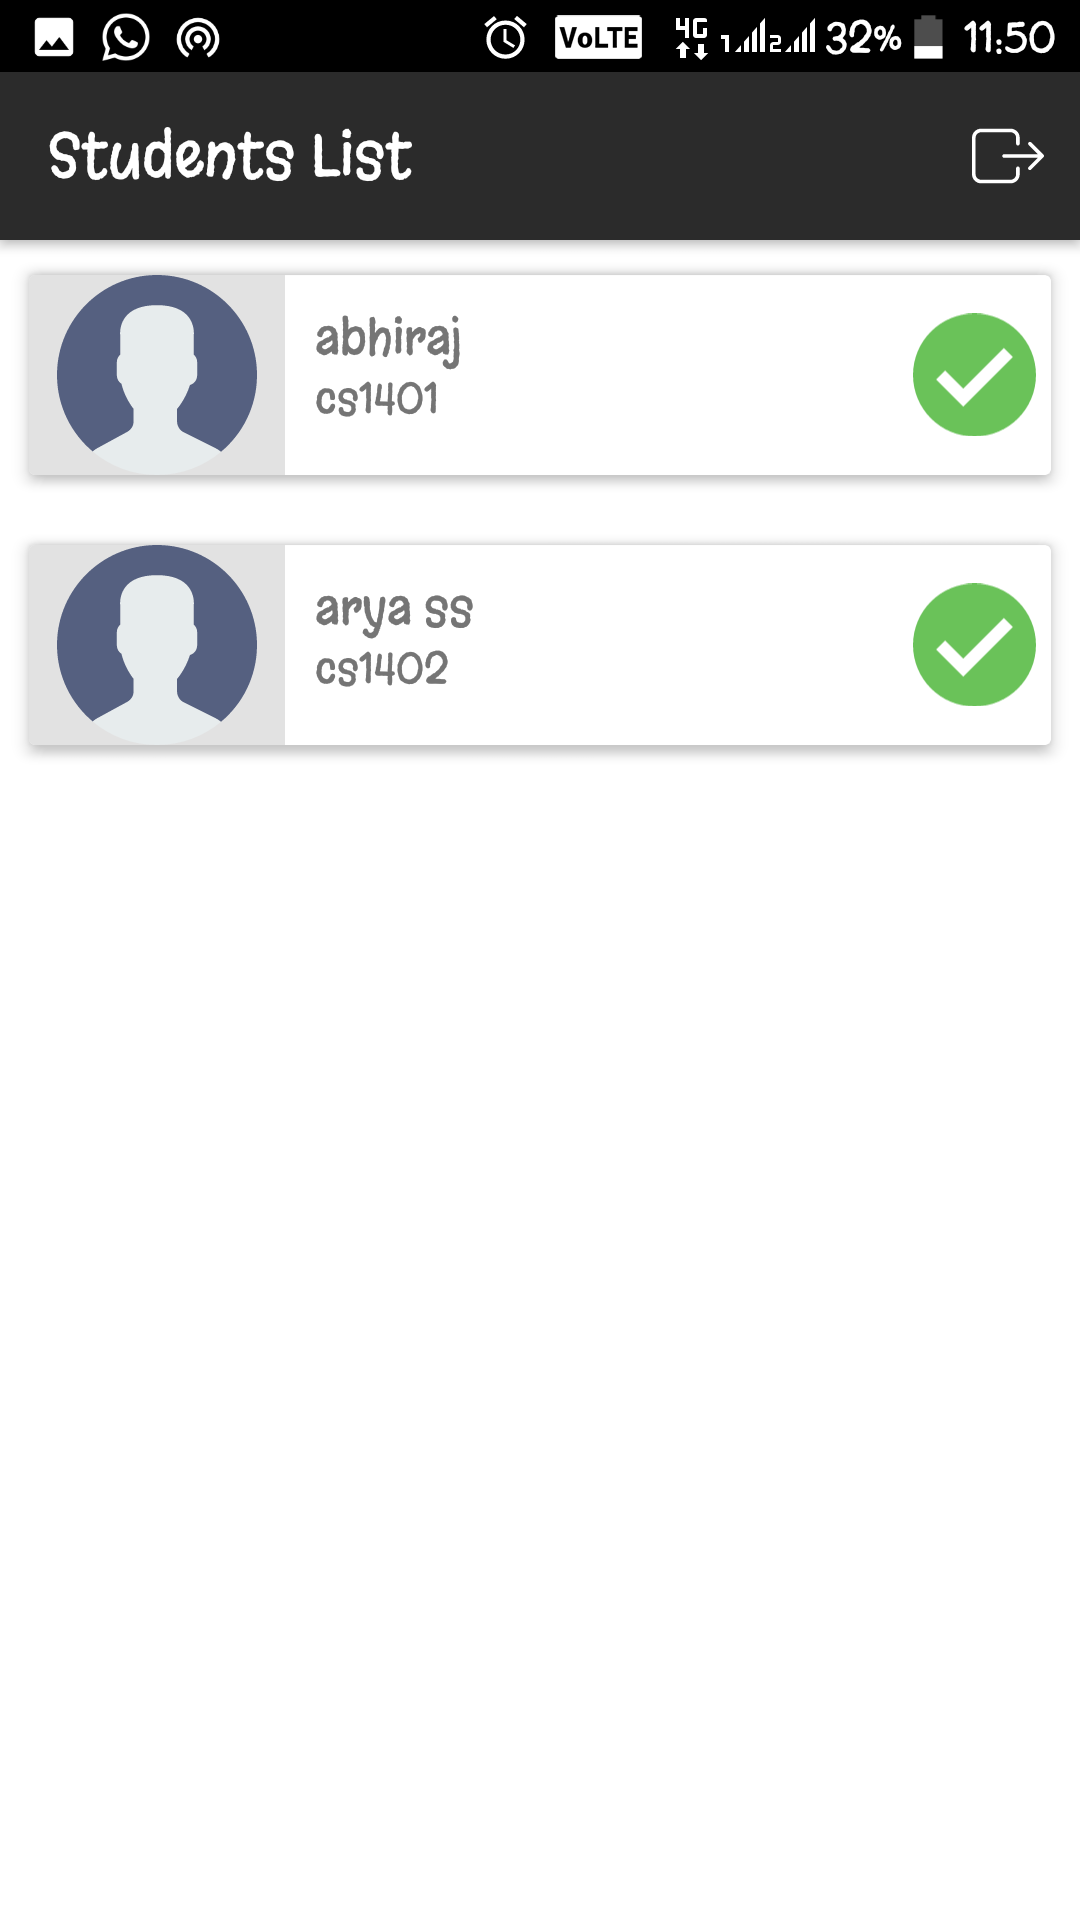 VoLTE 4G 1 2 32% 11:50
Students List
abhiraj
cs1401
arya ss
cs1402